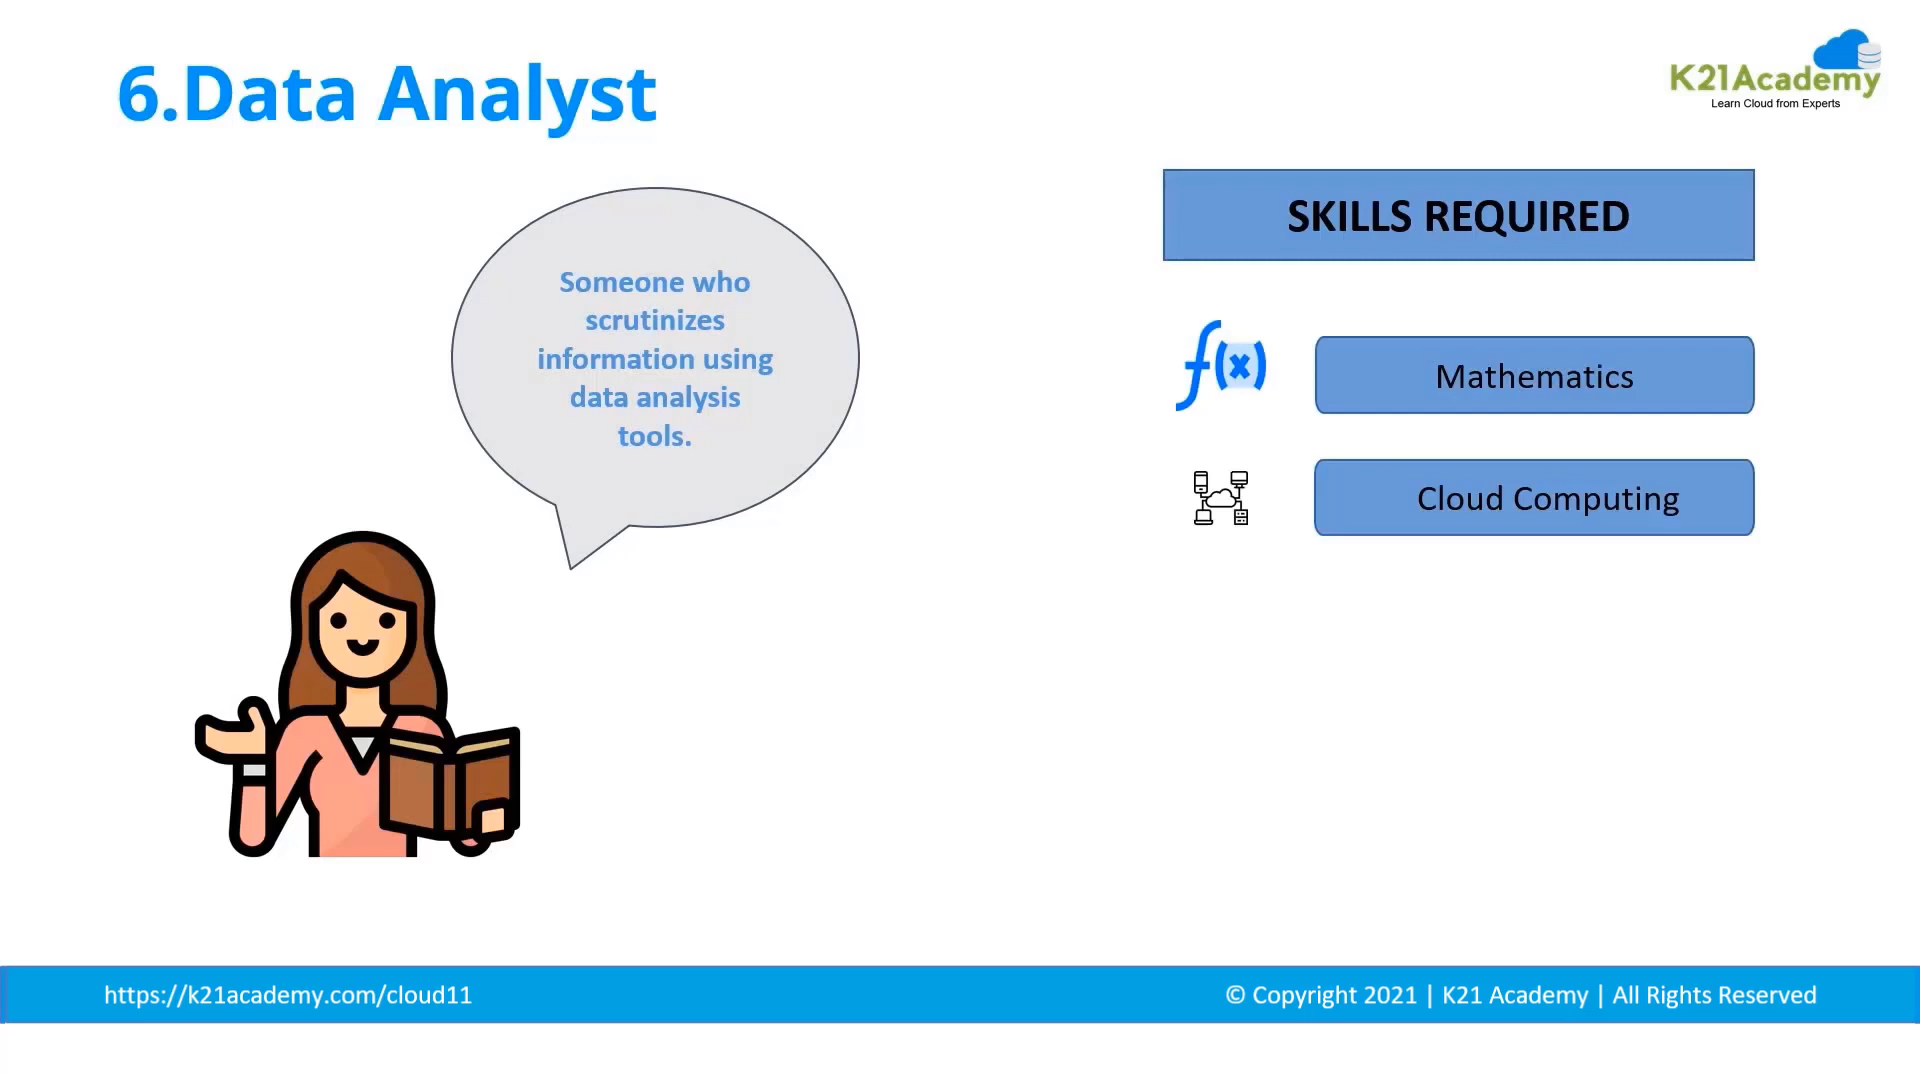 6.Data Analyst
K21Academy
Learn Cloud from Experts
Someone who
scrutinizes
information using
data analysis
tools.
SKILLS REQUIRED
f(x)
Mathematics
Cloud Computing
https://k21academy.com/cloud11
© Copyright 2021 | K21 Academy | All Rights Reserved